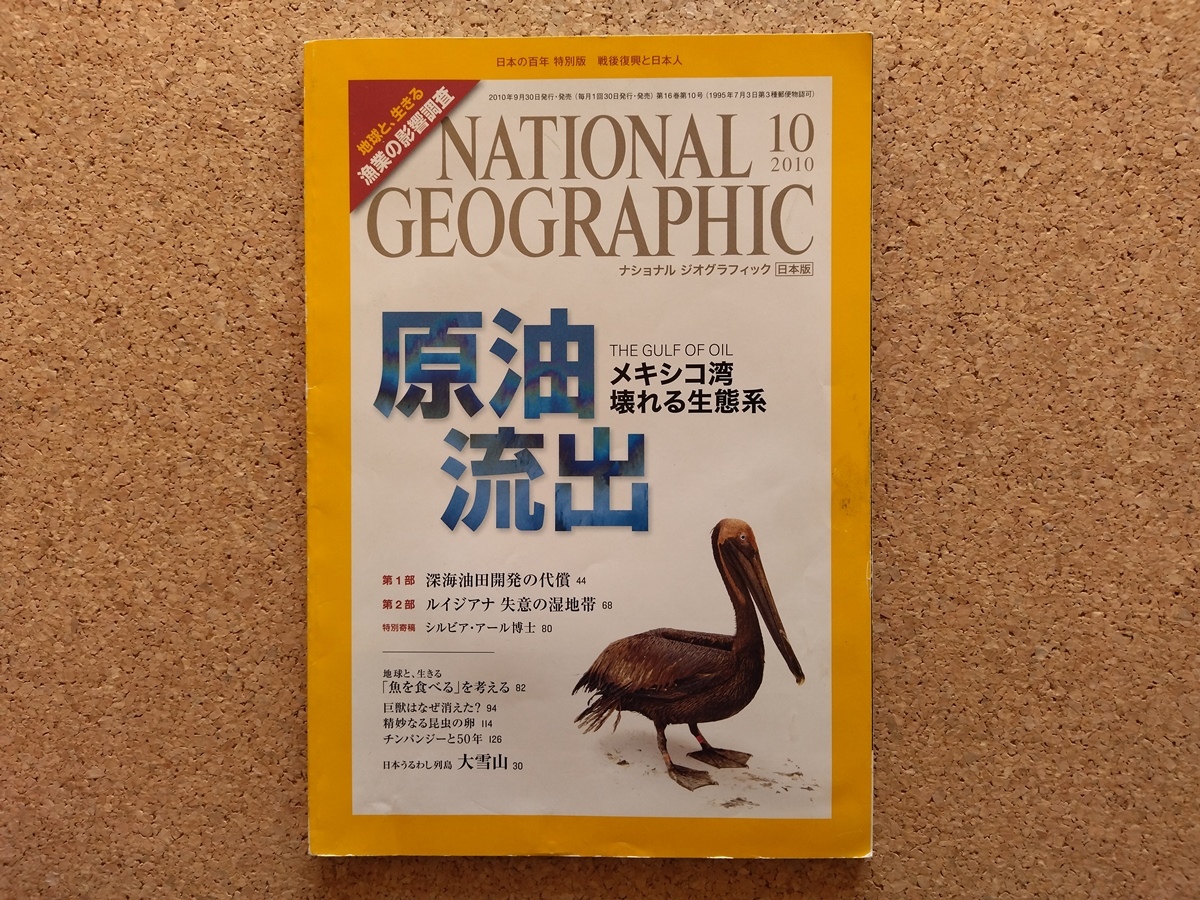 日本の百年 特別版　戦後復興と日本人
地球と、生きる
漁業の影響調査
2010年9月30日発行・発売（毎月1回30日発行・発売）第16巻第10号（1995年7月3日第3種郵便物認可）
NATIONAL
GEOGRAPHIC
10
2010
ナショナル ジオグラフィック 日本版
原油
流出
THE GULF OF OIL
メキシコ湾
壊れる生態系
第1部 深海油田開発の代償 44
第2部 ルイジアナ 失意の湿地帯 68
特別寄稿 シルビア・アール博士 80
地球と、生きる
「魚を食べる」を考える 82
巨獣はなぜ消えた? 94
精妙なる昆虫の卵 114
チンパンジーと50年 126
日本うるわし列島 大雪山 30